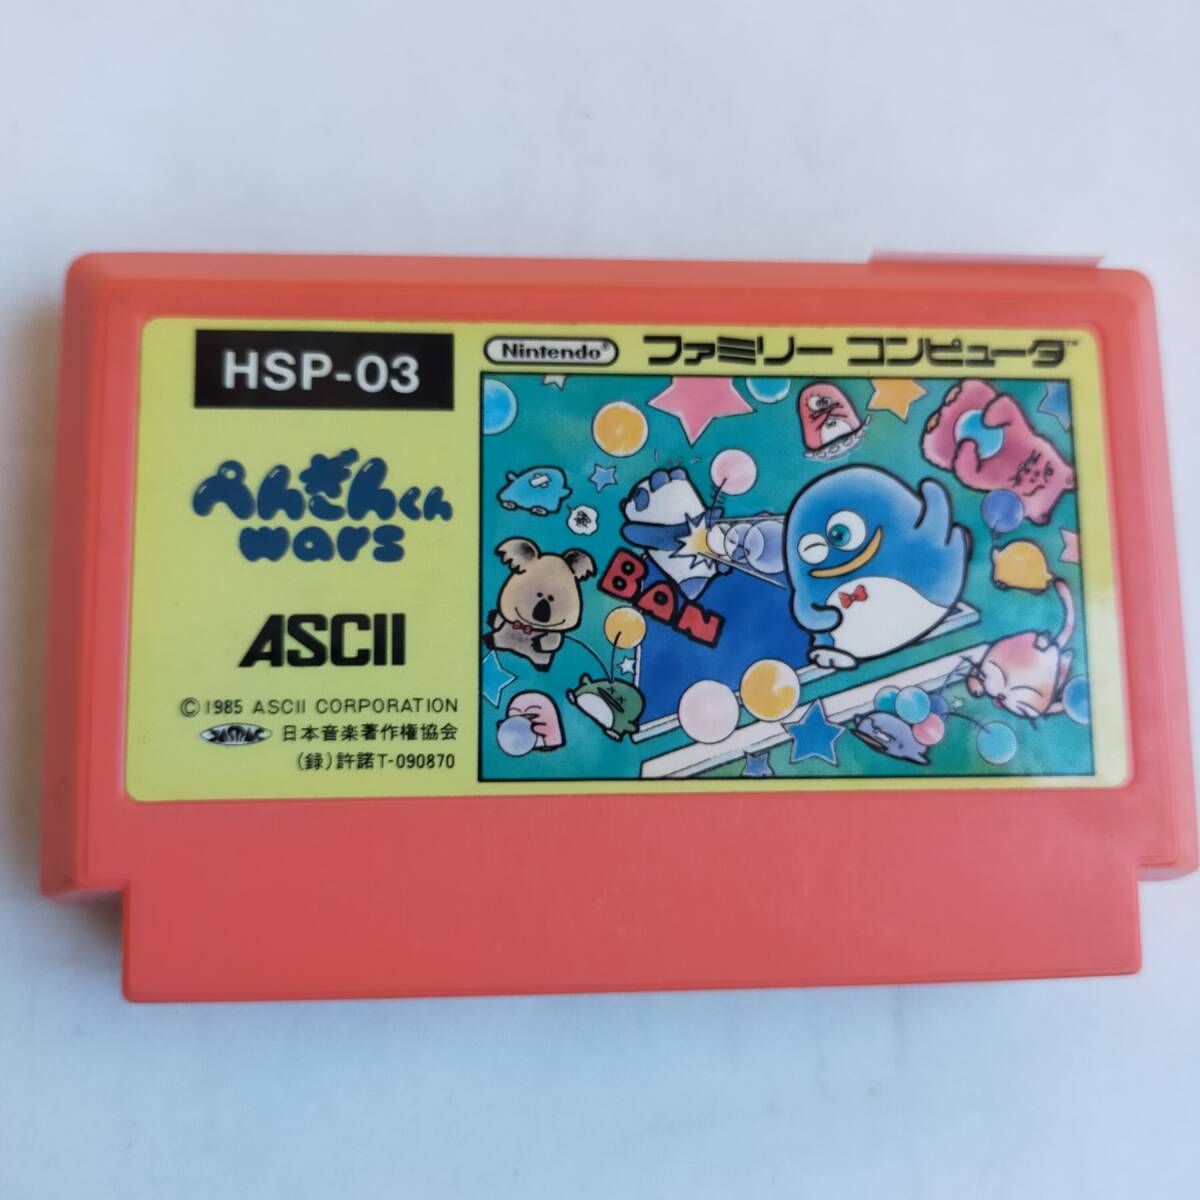 HSP-03
ぺんぎんくん
wars
ASCII
©1985 ASCII CORPORATION
JASRAC 日本音楽著作権協会
(録)許諾T-090870
Nintendo® ファミリー コンピュータ™
BAN